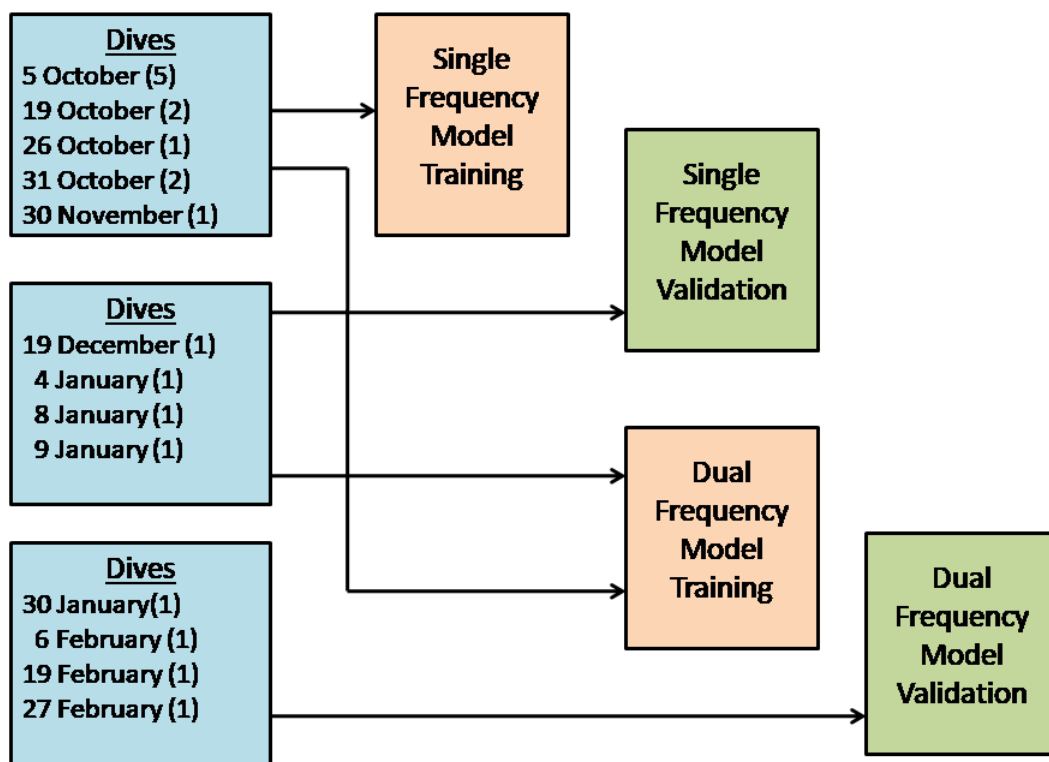 Dives
5 October (5)
19 October (2)
26 October (1)
31 October (2)
30 November (1)
Single
Frequency
Model
Training
Single
Frequency
Model
Validation
Dives
19 December (1)
4 January (1)
8 January (1)
9 January (1)
Dual
Frequency
Model
Training
Dives
30 January(1)
6 February (1)
19 February (1)
27 February (1)
Dual
Frequency
Model
Validation